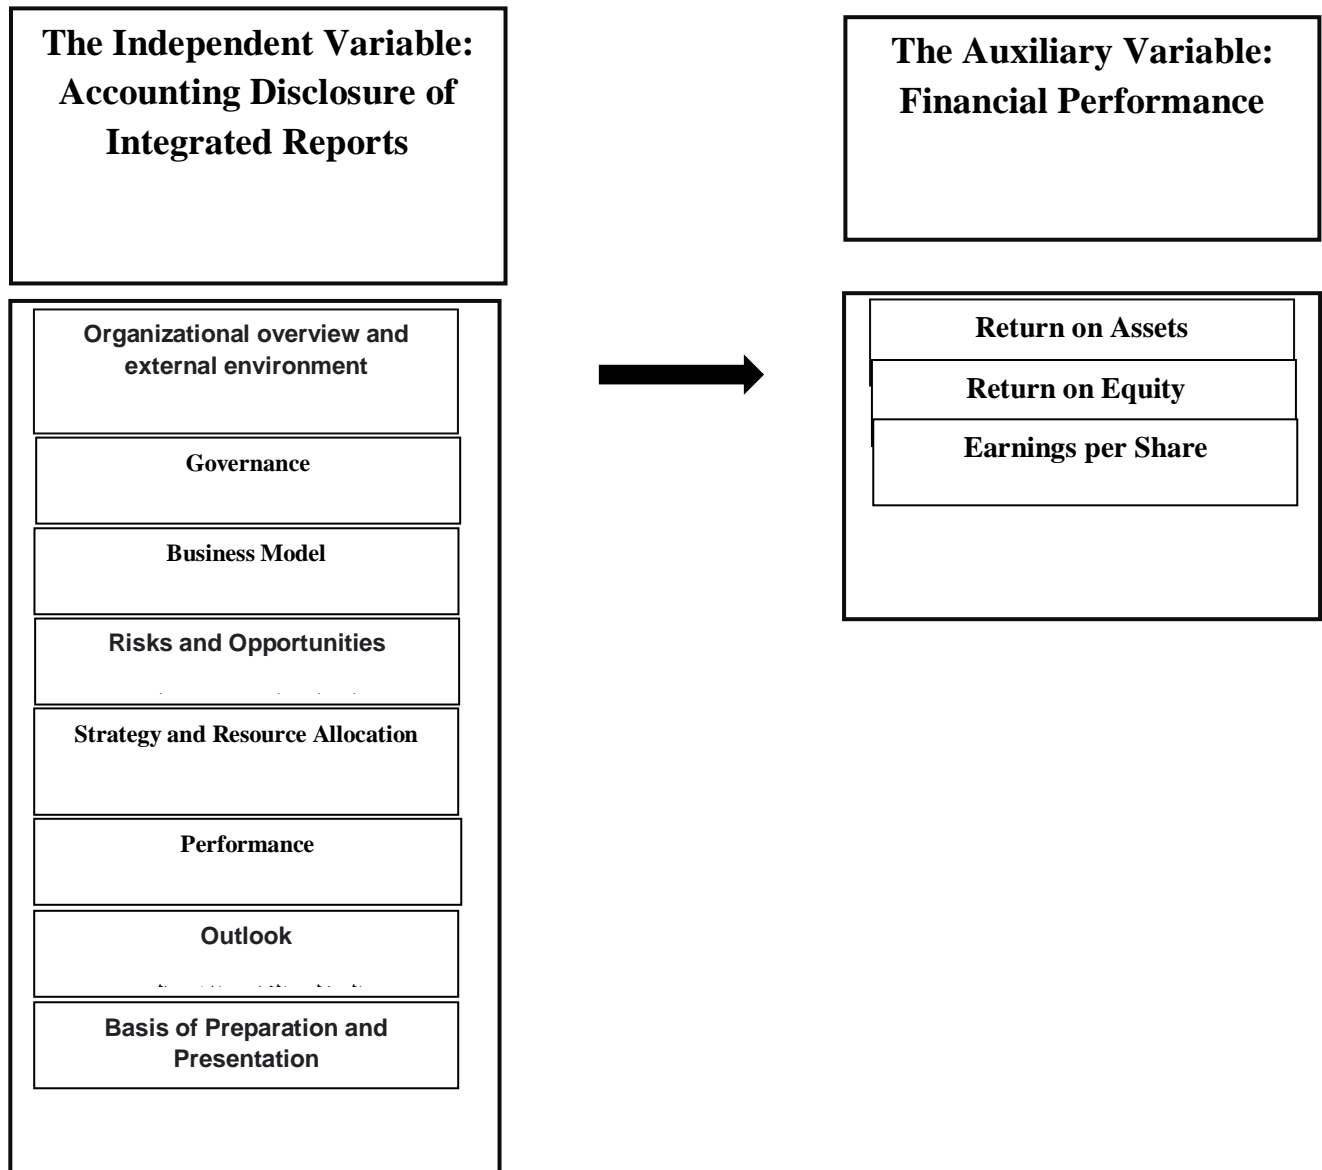 The Independent Variable:
Accounting Disclosure of
Integrated Reports
Organizational overview and
external environment
Governance
Business Model
Risks and Opportunities
Strategy and Resource Allocation
Performance
Outlook
Basis of Preparation and
Presentation
The Auxiliary Variable:
Financial Performance
Return on Assets
Return on Equity
Earnings per Share